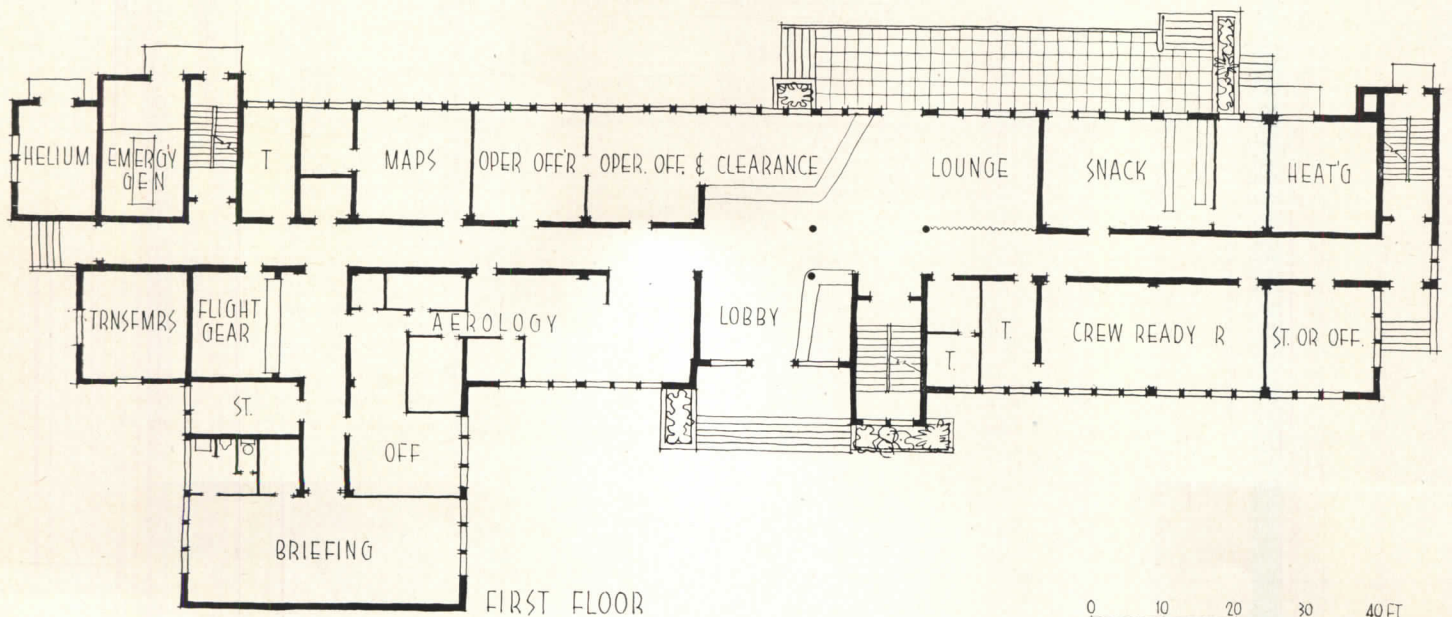 HELIUM
EMERG'Y
GEN
T
MAPS
OPER OFF'R
OPER. OFF. & CLEARANCE
LOUNGE
SNACK
HEAT'G
TRNSFMRS
FLIGHT
GEAR
AEROLOGY
LOBBY
T.
T.
CREW READY R
ST. OR OFF.
ST.
OFF
BRIEFING
FIRST FLOOR
0 10 20 30 40 FT